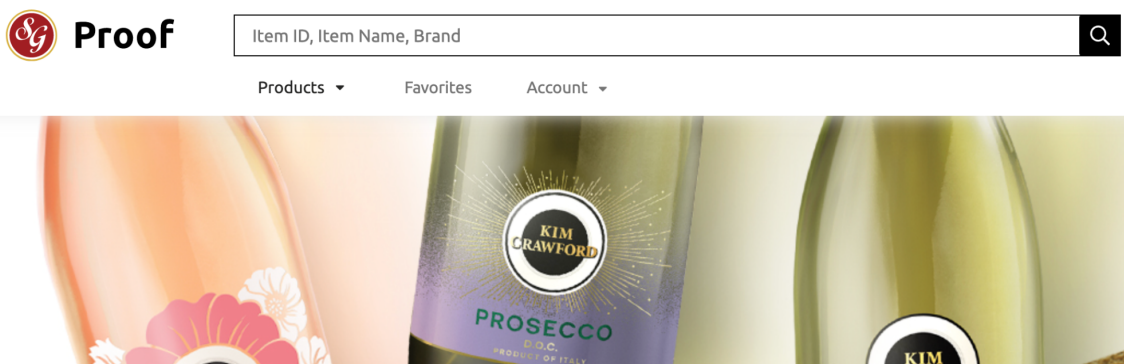 SG
Proof
Item ID, Item Name, Brand
Products
Favorites
Account
KIM
CRAWFORD
PROSECCO
D.O.C.
PRODUCT OF ITALY
KIM